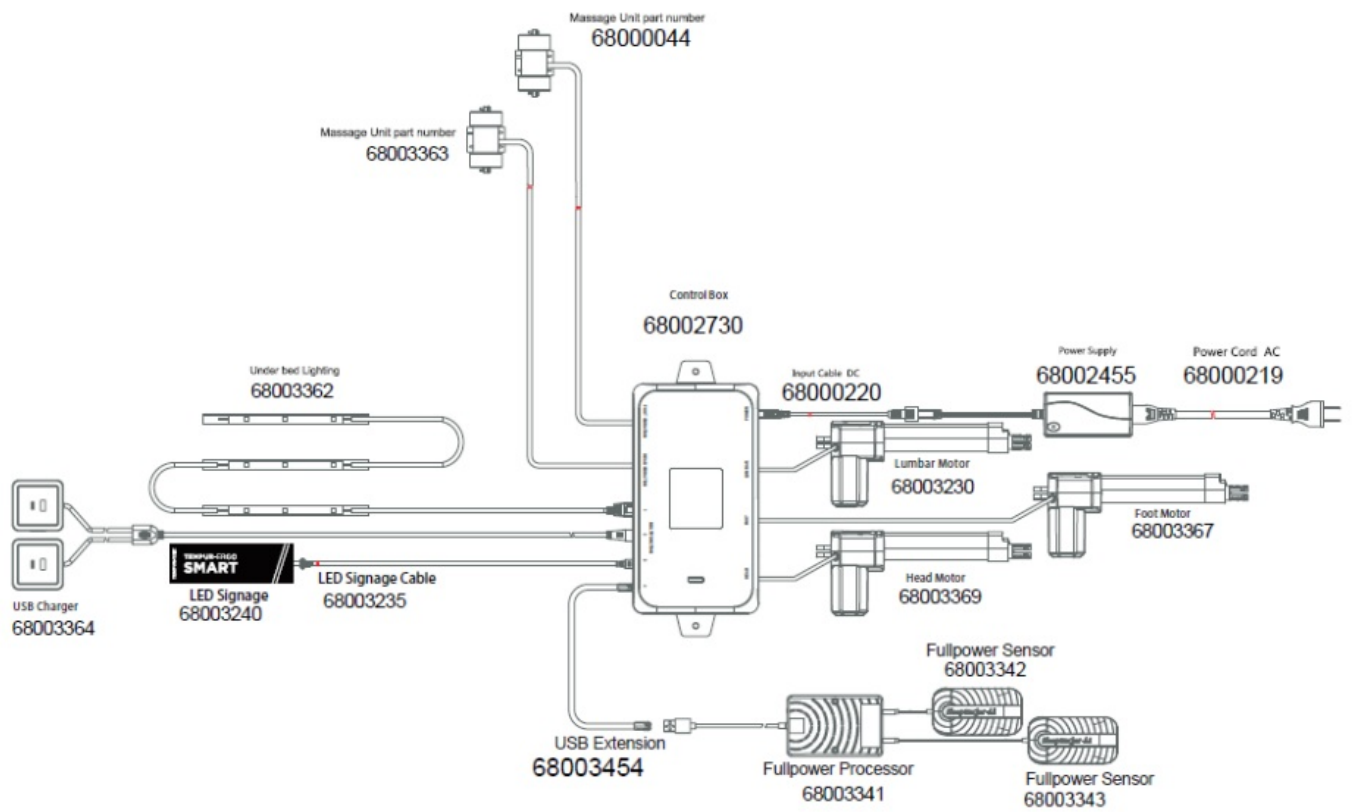 Massage Unit part number
68000044
Massage Unit part number
68003363
Control Box
68002730
Under bed Lighting
68003362
Input Cable DC
68000220
Power Supply
68002455
Power Cord AC
68000219
POWER
Lumbar Motor
68003230
Foot Motor
68003367
Head Motor
68003369
TEMPUR-ERGO
SMART
LED Signage
68003240
LED Signage Cable
68003235
USB Charger
68003364
USB Extension
68003454
Fullpower Processor
68003341
Fullpower Sensor
68003342
Fullpower Sensor
68003343